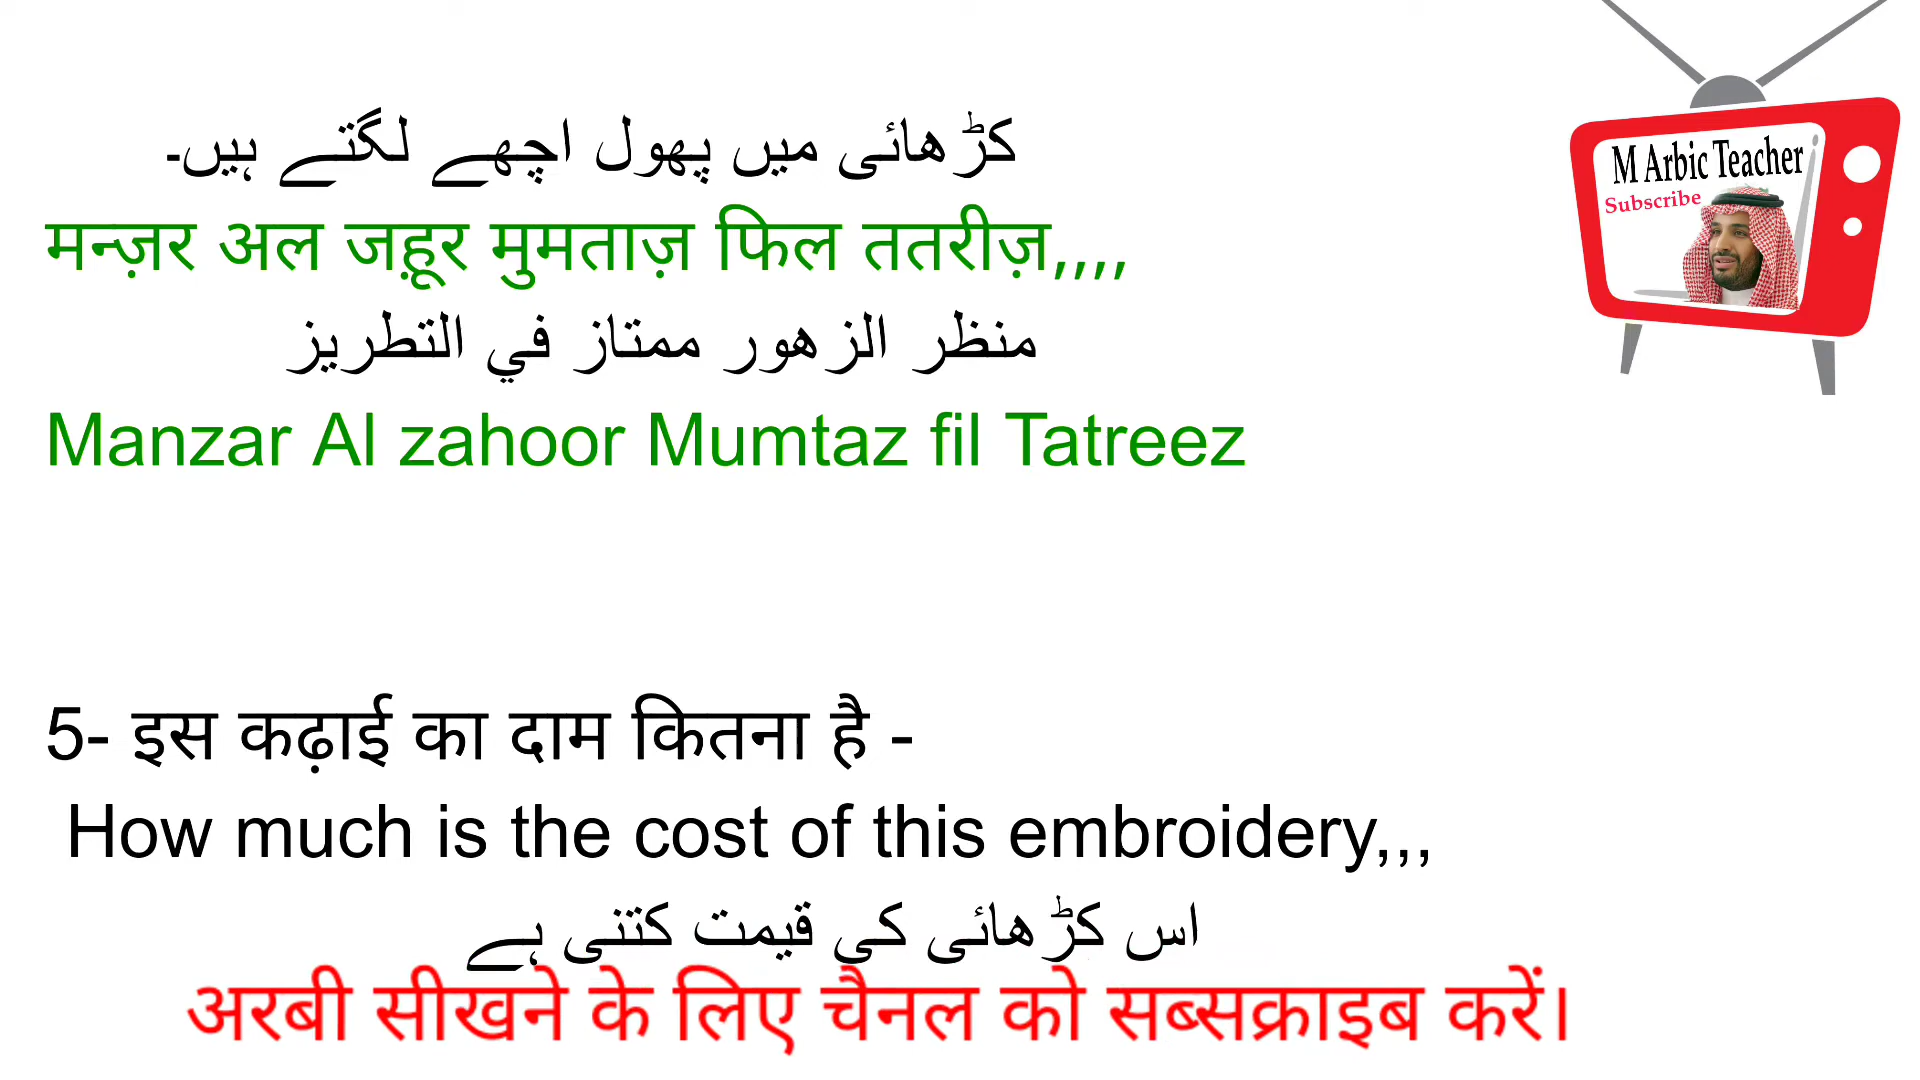 M Arbic Teacher
Subscribe
کڑھائی میں پھول اچھے لگتے ہیں۔
मन्ज़र अल जहू़र मुमताज़ फिल ततरीज़,,,,
منظر الزهور ممتاز في التطريز
Manzar Al zahoor Mumtaz fil Tatreez
5- इस कढ़ाई का दाम कितना है -
How much is the cost of this embroidery,,,
اس کڑھائی کی قیمت کتنی ہے
अरबी सीखने के लिए चैनल को सब्सक्राइब करें।